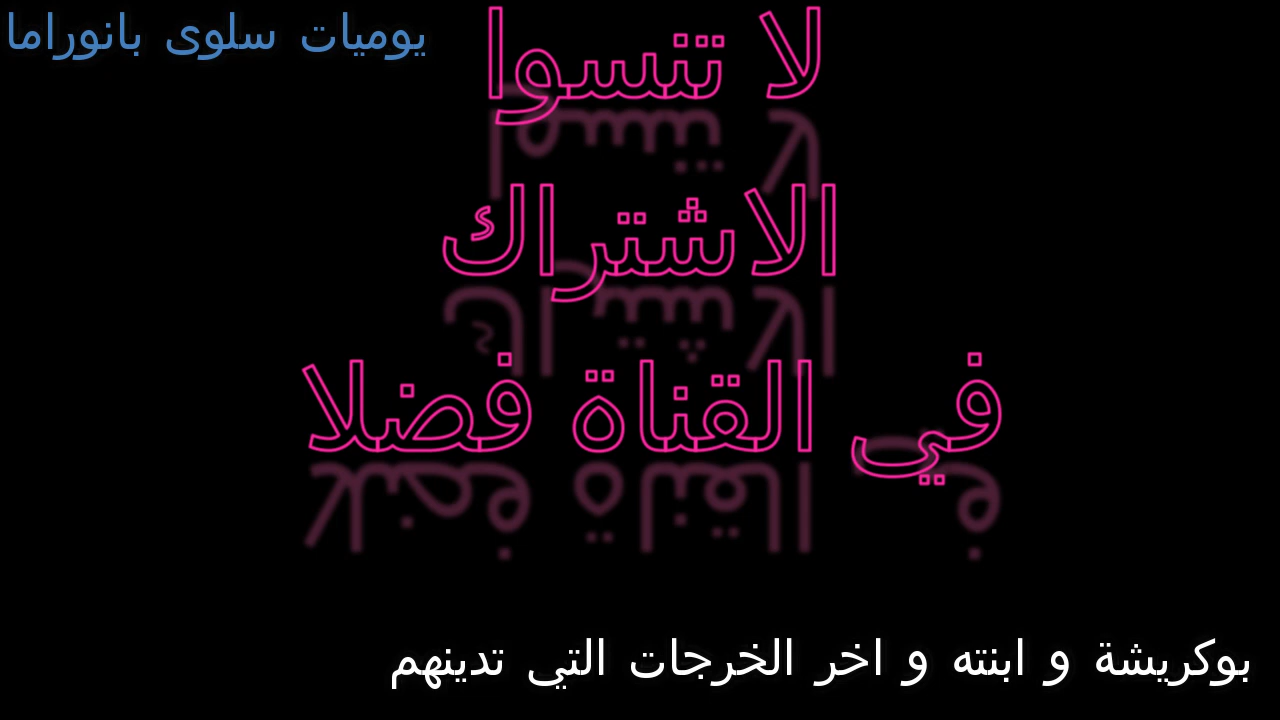 يوميات سلوى بانوراما
لا تنسوا
الاشتراك
في القناة فضلا
بوكريشة و ابنته و اخر الخرجات التي تدينهم